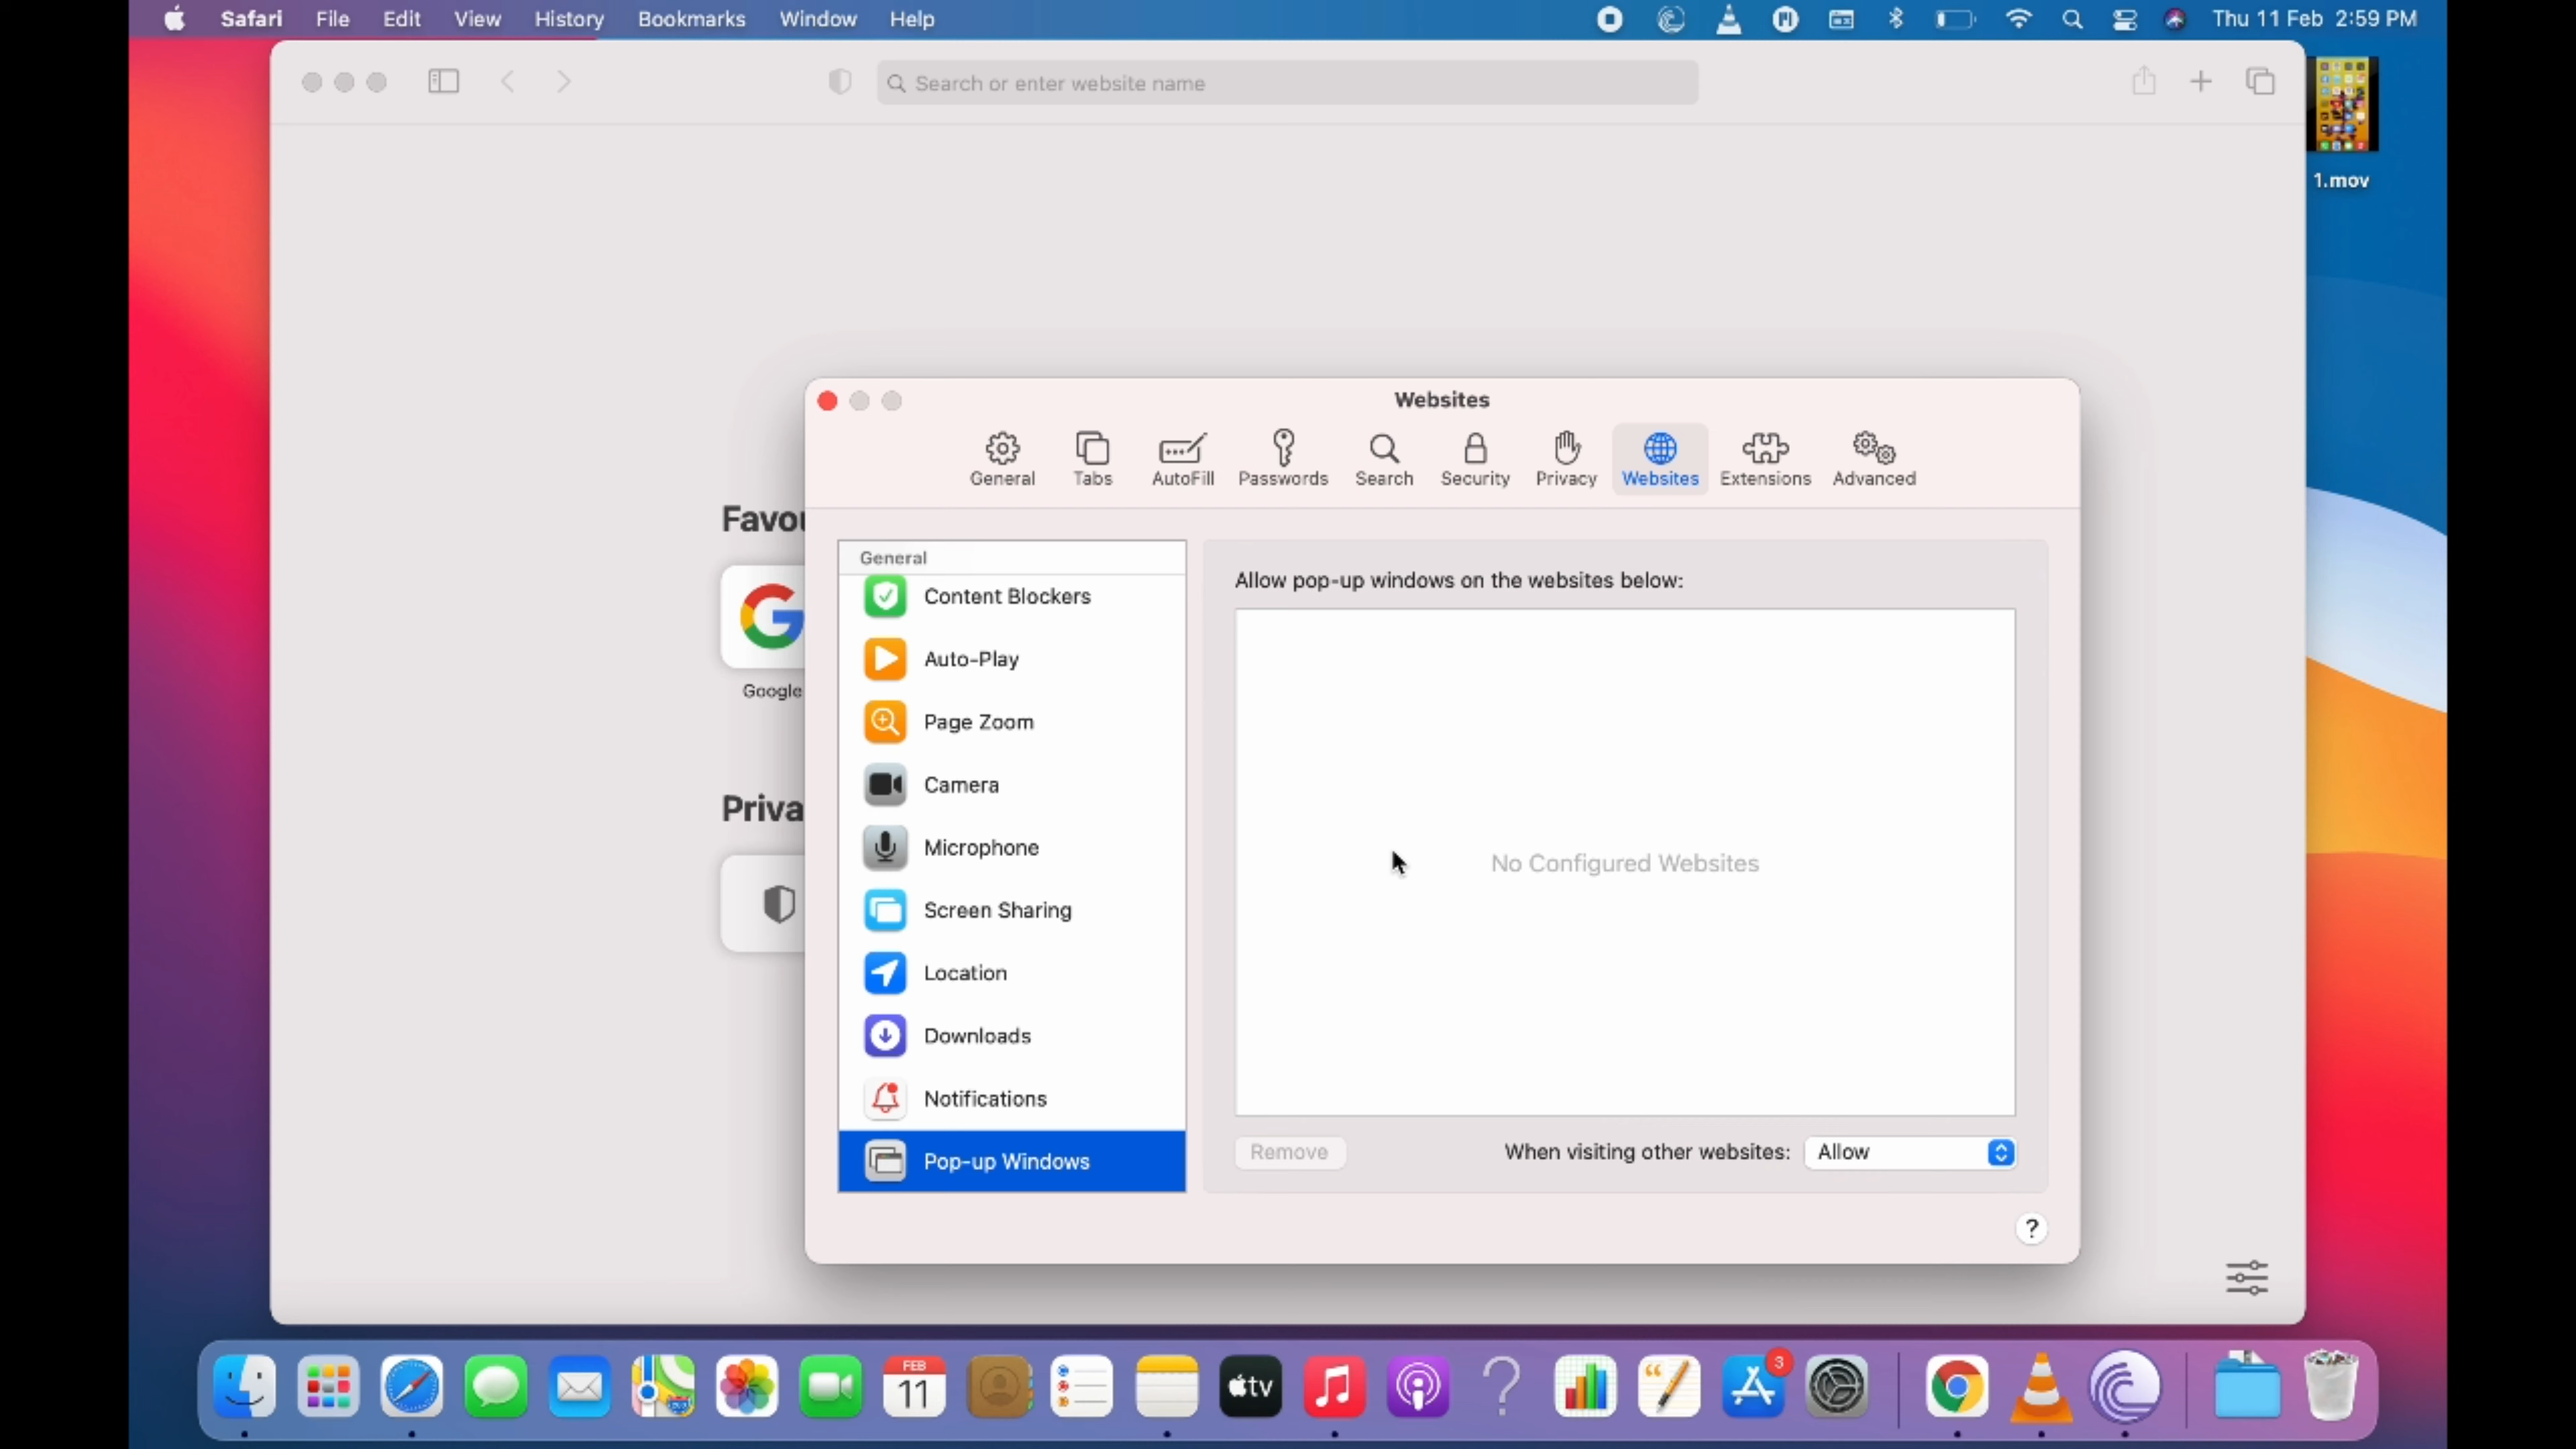 Safari File Edit View History Bookmarks Window Help
Thu 11 Feb 2:59 PM
Search or enter website name
1.mov
Websites
General Tabs AutoFill Passwords Search Security Privacy Websites Extensions Advanced
Favou
Google
Priva
General
Content Blockers
Auto-Play
Page Zoom
Camera
Microphone
Screen Sharing
Location
Downloads
Notifications
Pop-up Windows
Allow pop-up windows on the websites below:
No Configured Websites
Remove
When visiting other websites: Allow
?
FEB
11
tv
3